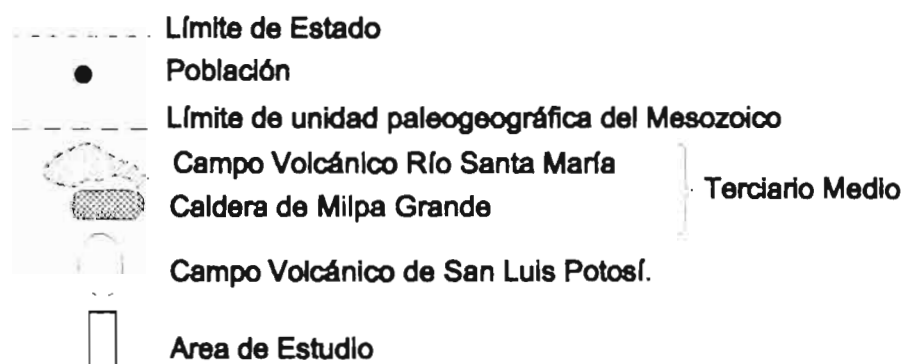 Límite de Estado
Población
Límite de unidad paleogeográfica del Mesozoico
Campo Volcánico Río Santa María
Terciario Medio
Caldera de Milpa Grande
Campo Volcánico de San Luis Potosí.
Area de Estudio